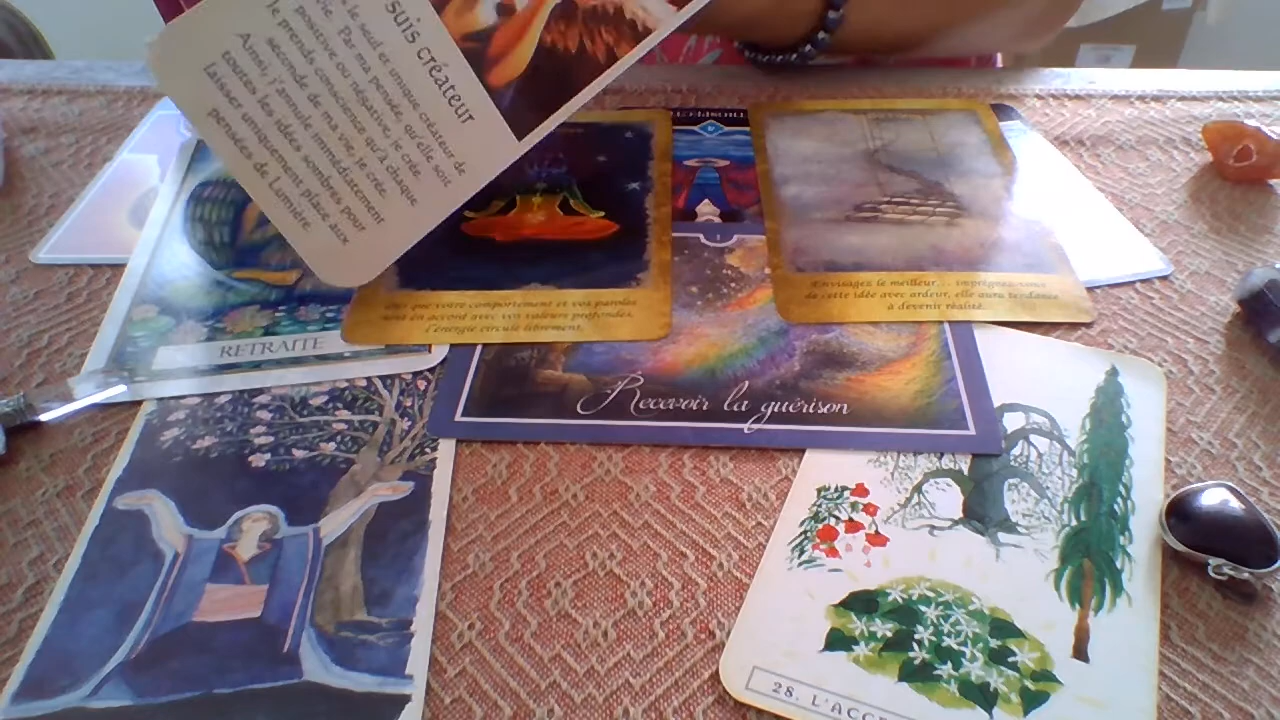 suis créateur
le seul et unique créateur de
vie. Par ma pensée, qu'elle soit
positive ou négative, je crée.
Je prends conscience qu'à chaque
seconde de ma vie, je crée.
Ainsi, j'annule immédiatement
toutes les idées sombres pour
laisser uniquement place aux
pensées de Lumière.
que votre comportement et vos paroles
sont en accord avec vos valeurs profondes,
l'énergie circule librement.
Envisagez le meilleur... imprégnez-vous
de cette idée avec ardeur, elle aura tendance
à devenir réalité.
RETRAITE
Recevoir la guérison
28. L'ACC